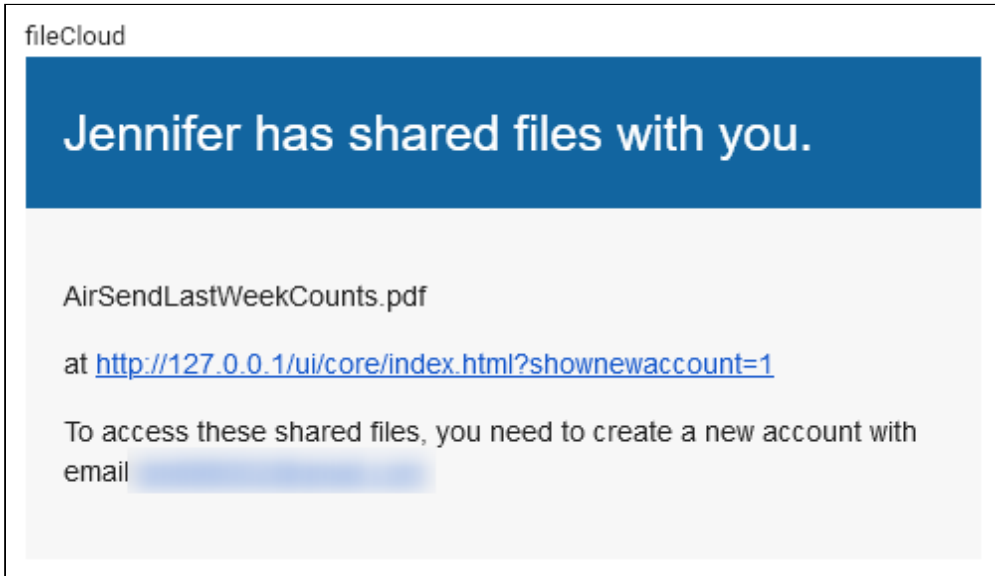 fileCloud
Jennifer has shared files with you.
AirSendLastWeekCounts.pdf
at http://127.0.0.1/ui/core/index.html?shownewaccount=1
To access these shared files, you need to create a new account with
email